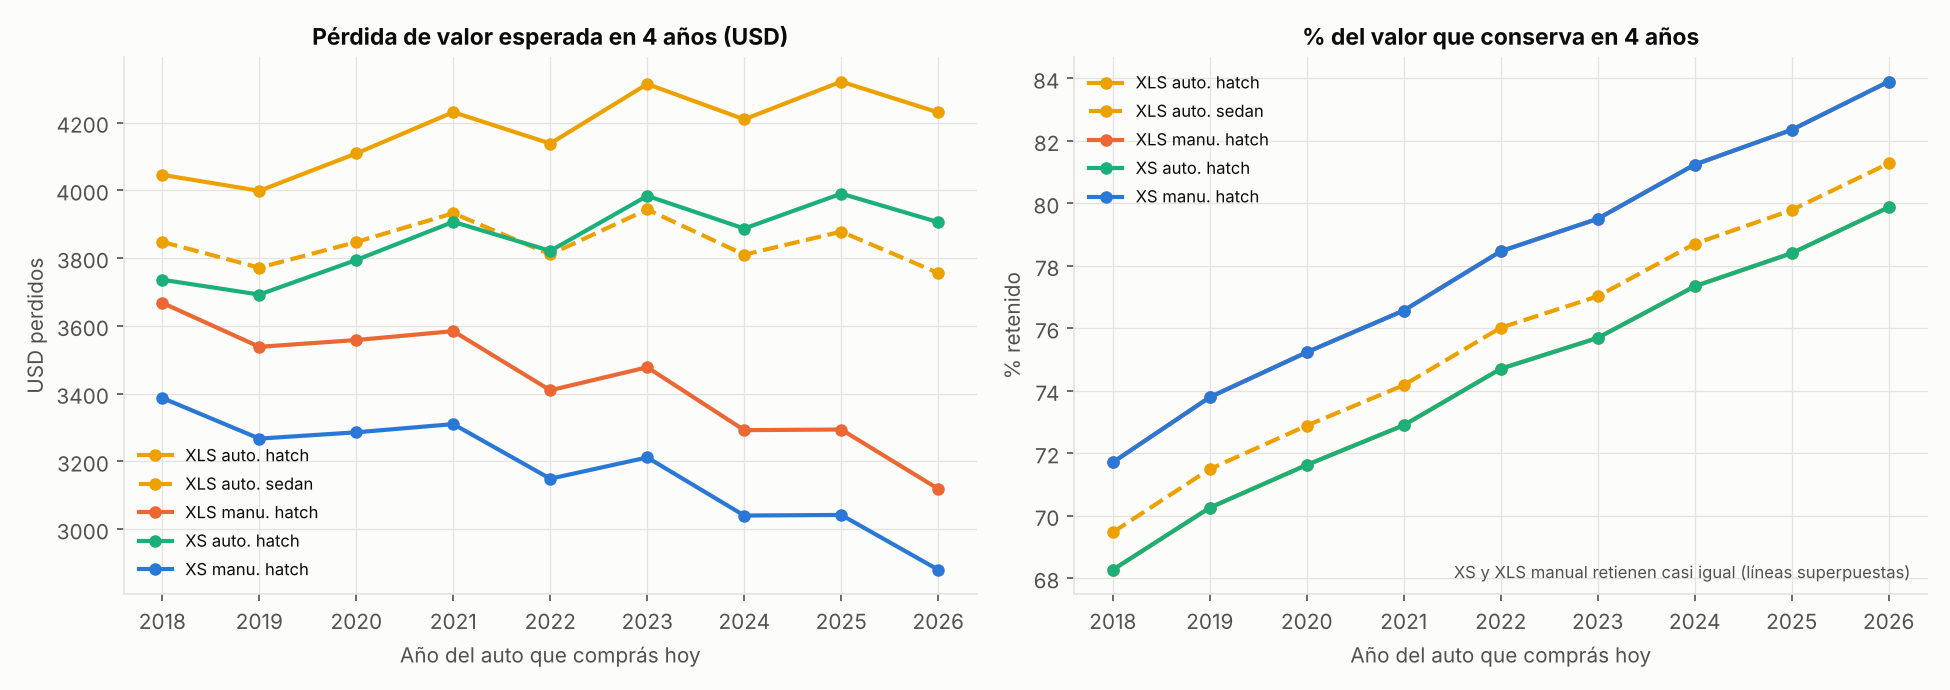 Pérdida de valor esperada en 4 años (USD)
USD perdidos
4200
4000
3800
3600
3400
3200
3000
XLS auto. hatch
XLS auto. sedan
XLS manu. hatch
XS auto. hatch
XS manu. hatch
2018 2019 2020 2021 2022 2023 2024 2025 2026
Año del auto que comprás hoy
% del valor que conserva en 4 años
% retenido
84
82
80
78
76
74
72
70
68
XLS auto. hatch
XLS auto. sedan
XLS manu. hatch
XS auto. hatch
XS manu. hatch
XS y XLS manual retienen casi igual (líneas superpuestas)
2018 2019 2020 2021 2022 2023 2024 2025 2026
Año del auto que comprás hoy